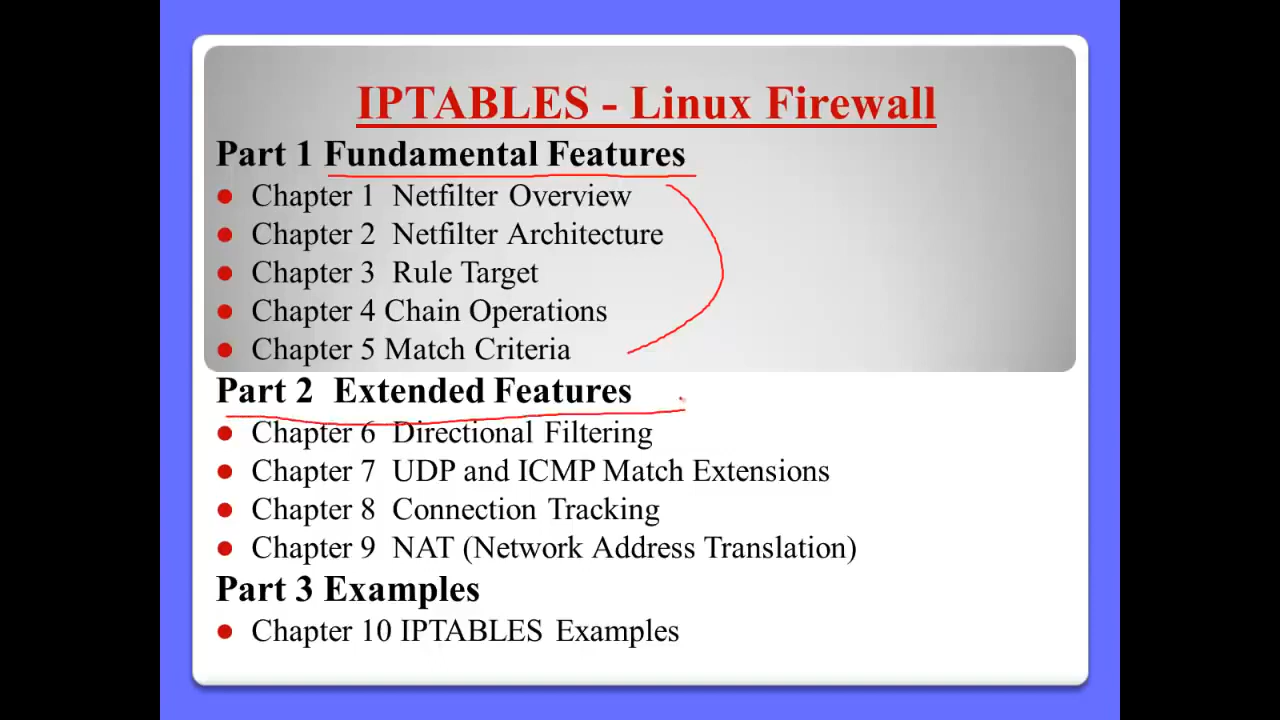 IPTABLES - Linux Firewall
Part 1 Fundamental Features
Chapter 1 Netfilter Overview
Chapter 2 Netfilter Architecture
Chapter 3 Rule Target
Chapter 4 Chain Operations
Chapter 5 Match Criteria
Part 2 Extended Features
Chapter 6 Directional Filtering
Chapter 7 UDP and ICMP Match Extensions
Chapter 8 Connection Tracking
Chapter 9 NAT (Network Address Translation)
Part 3 Examples
Chapter 10 IPTABLES Examples